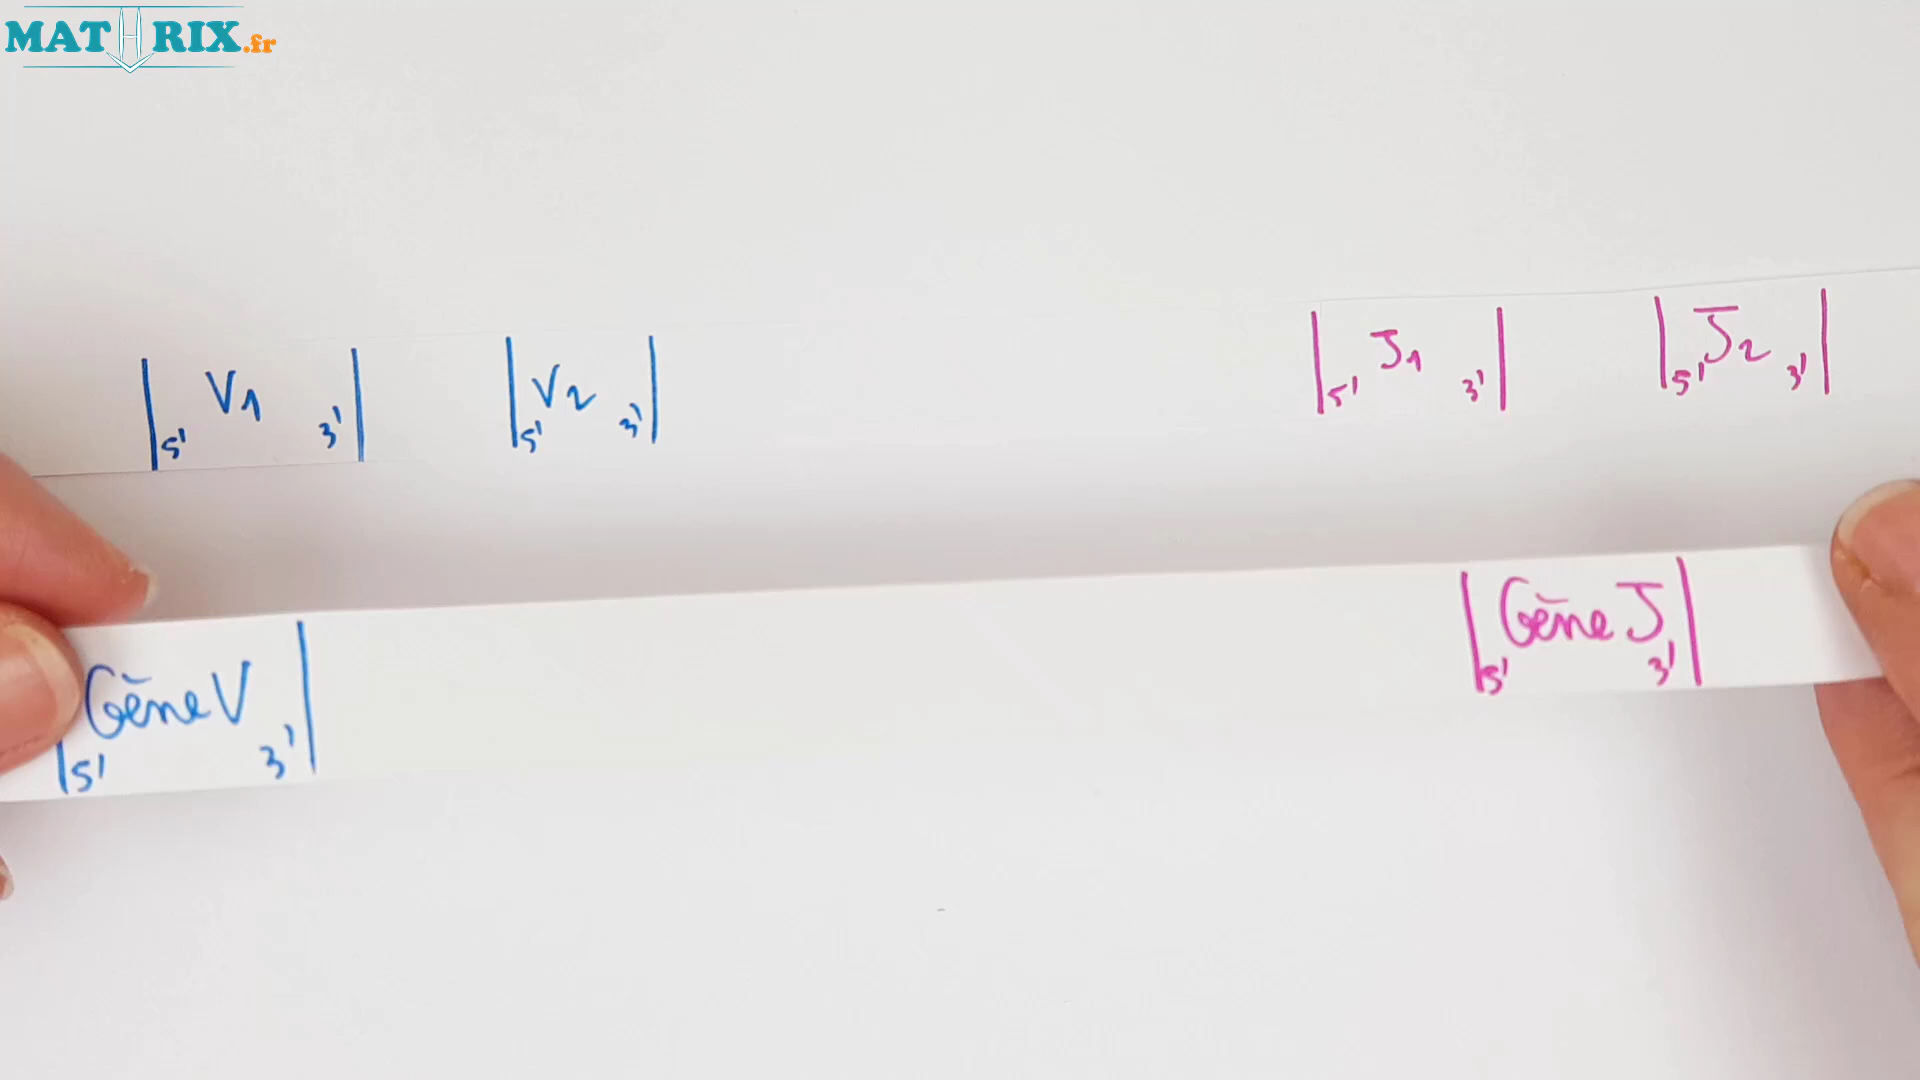 MATHRIX.fr
V1 V2 J1 J2
5' 3' 5' 3' 5' 3' 5' 3'
Gène V Gène J
5' 3' 5' 3'